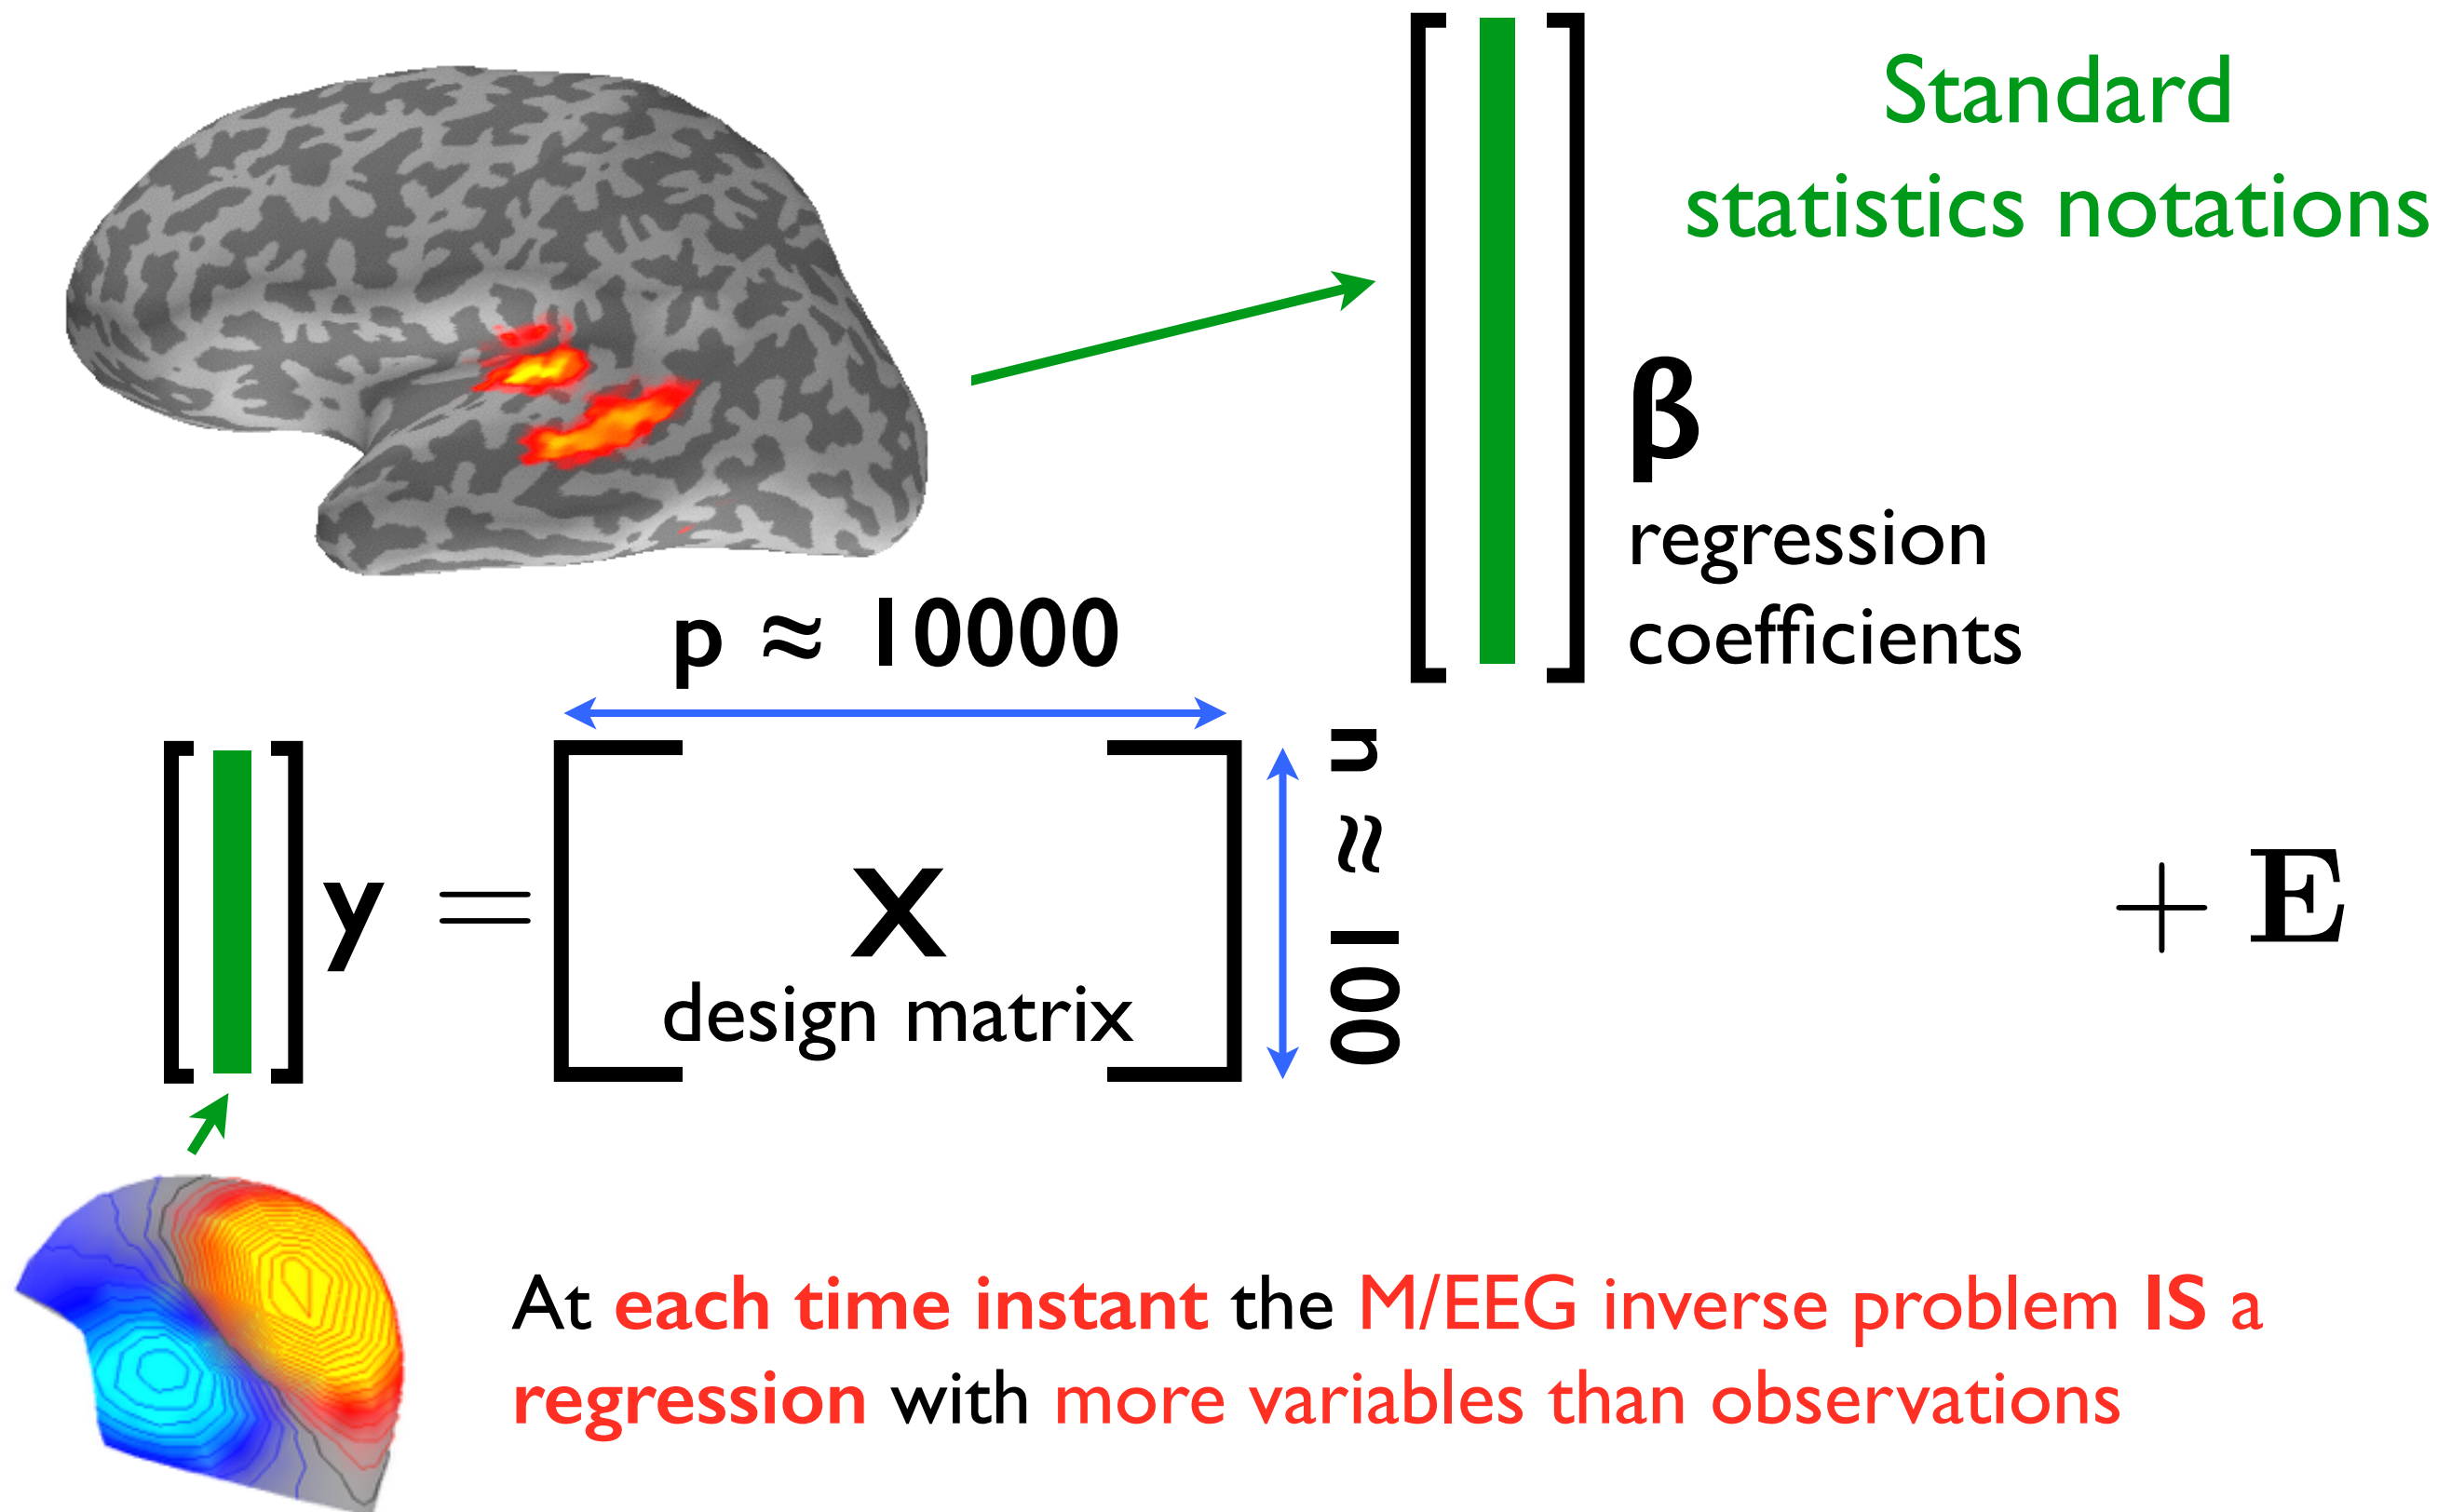 Standard
statistics notations
β
regression
coefficients
p ≈ 10000
y = X + E
design matrix
n ≈ 100
At each time instant the M/EEG inverse problem IS a
regression with more variables than observations